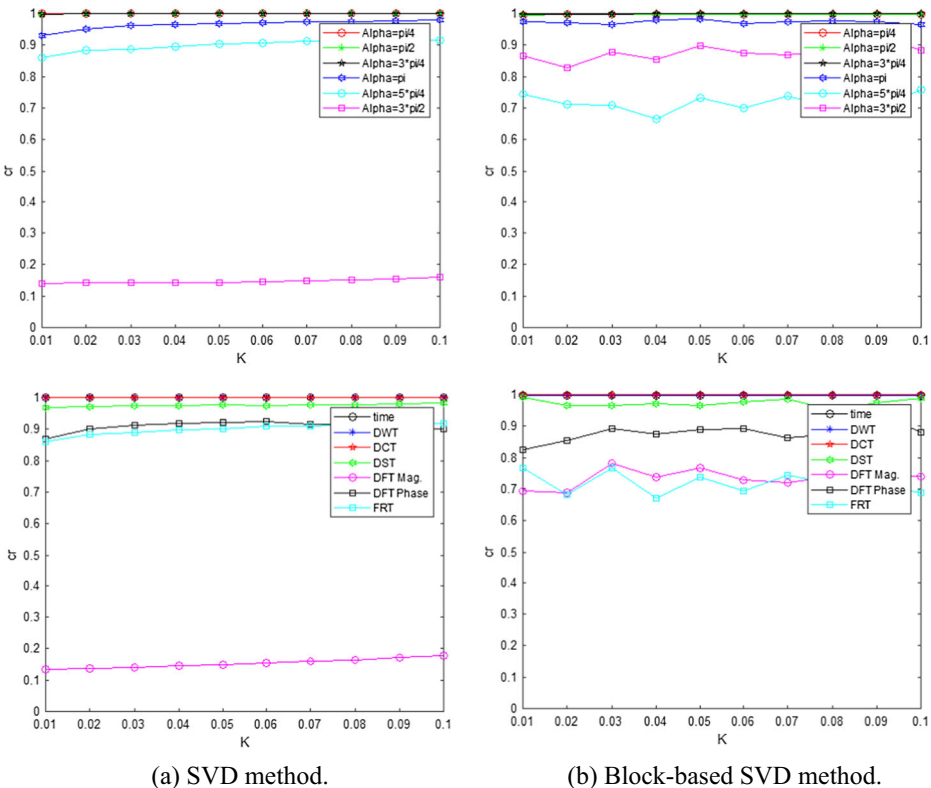 1
0.9
0.8
0.7
0.6
0.5
0.4
0.3
0.2
0.1
0
cr
0.01 0.02 0.03 0.04 0.05 0.06 0.07 0.08 0.09 0.1
K
Alpha=pi/4
Alpha=pi/2
Alpha=3*pi/4
Alpha=pi
Alpha=5*pi/4
Alpha=3*pi/2
1
0.9
0.8
0.7
0.6
0.5
0.4
0.3
0.2
0.1
0
cr
0.01 0.02 0.03 0.04 0.05 0.06 0.07 0.08 0.09 0.1
K
Alpha=pi/4
Alpha=pi/2
Alpha=3*pi/4
Alpha=pi
Alpha=5*pi/4
Alpha=3*pi/2
1
0.9
0.8
0.7
0.6
0.5
0.4
0.3
0.2
0.1
0
cr
0.01 0.02 0.03 0.04 0.05 0.06 0.07 0.08 0.09 0.1
K
time
DWT
DCT
DST
DFT Mag.
DFT Phase
FRT
1
0.9
0.8
0.7
0.6
0.5
0.4
0.3
0.2
0.1
0
cr
0.01 0.02 0.03 0.04 0.05 0.06 0.07 0.08 0.09 0.1
K
time
DWT
DCT
DST
DFT Mag.
DFT Phase
FRT
(a) SVD method.
(b) Block-based SVD method.